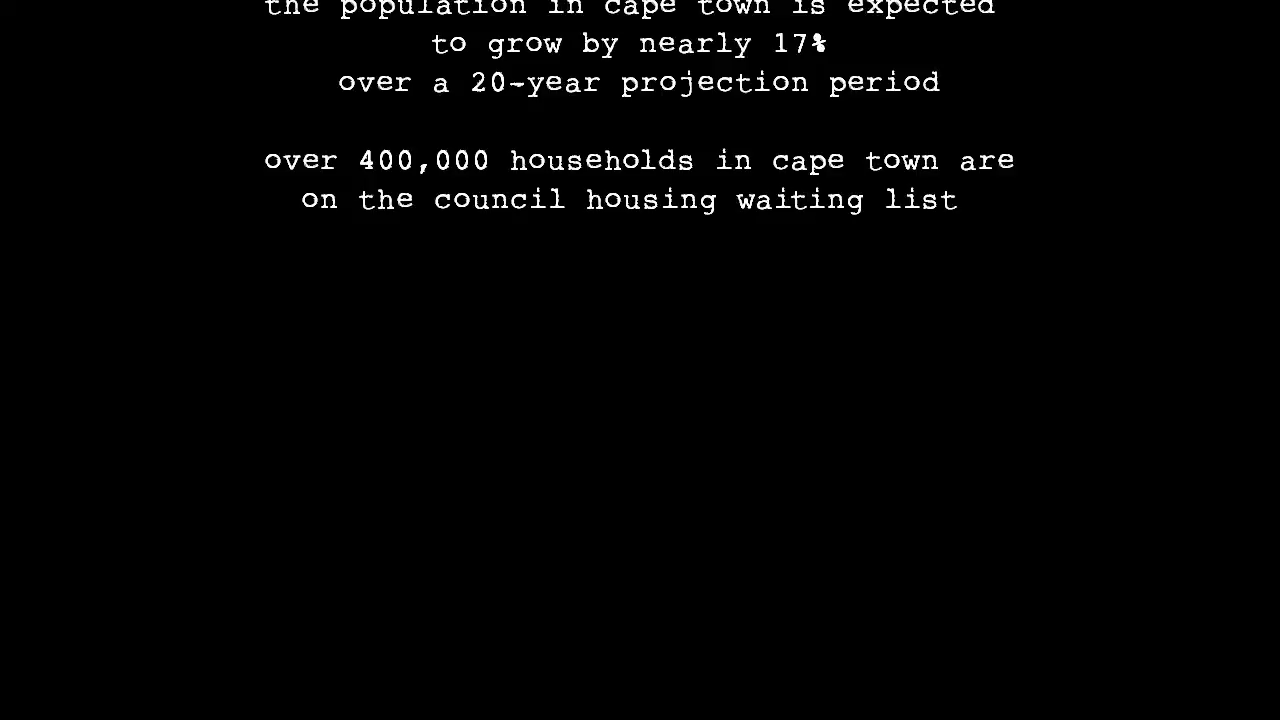 the population in cape town is expected
to grow by nearly 17%
over a 20-year projection period
over 400,000 households in cape town are
on the council housing waiting list